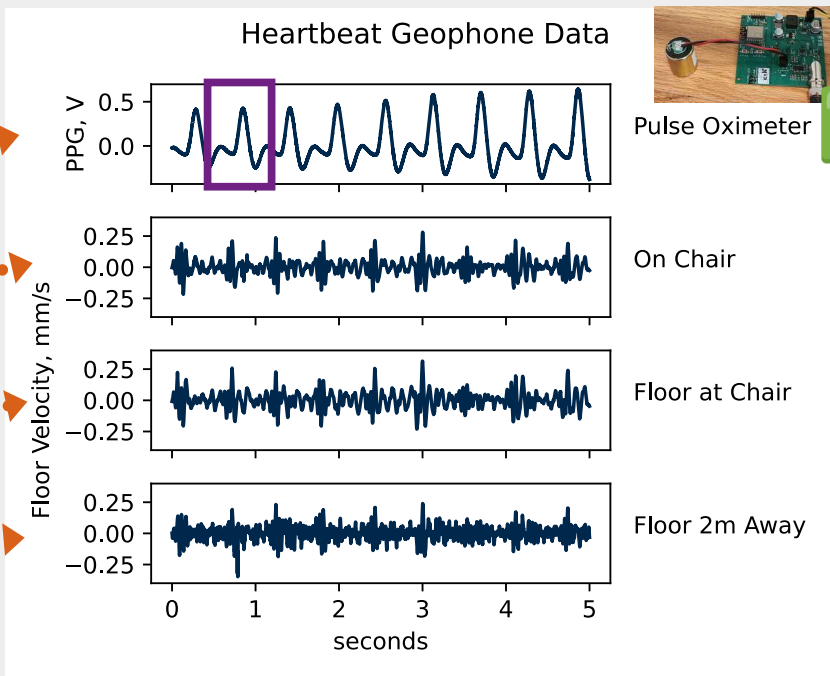 Heartbeat Geophone Data
PPG, V
0.5
0.0
Pulse Oximeter
Floor Velocity, mm/s
0.25
0.00
−0.25
On Chair
0.25
0.00
−0.25
Floor at Chair
0.25
0.00
−0.25
Floor 2m Away
0 1 2 3 4 5
seconds